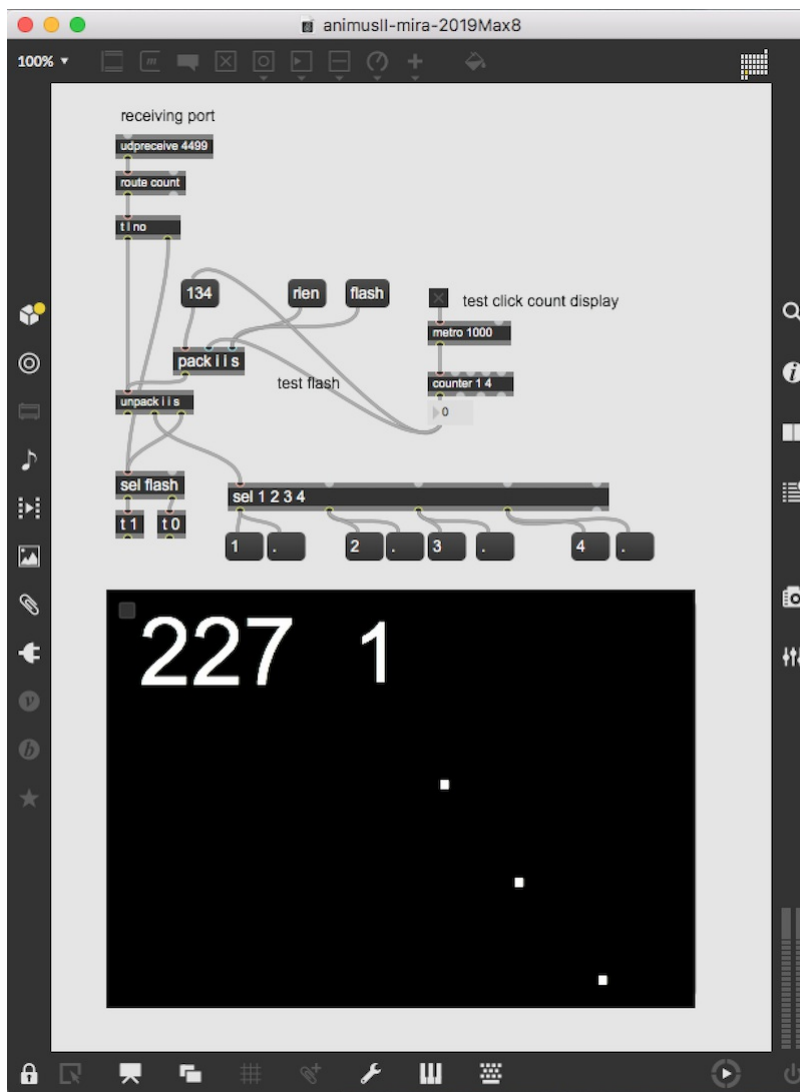 animusII-mira-2019Max8
100%
receiving port
udpreceive 4499
route count
t l no
134
rien
flash
test click count display
metro 1000
pack i i s
test flash
counter 1 4
0
unpack i i s
sel flash
sel 1 2 3 4
t 1
t 0
1
.
2
.
3
.
4
.
227 1